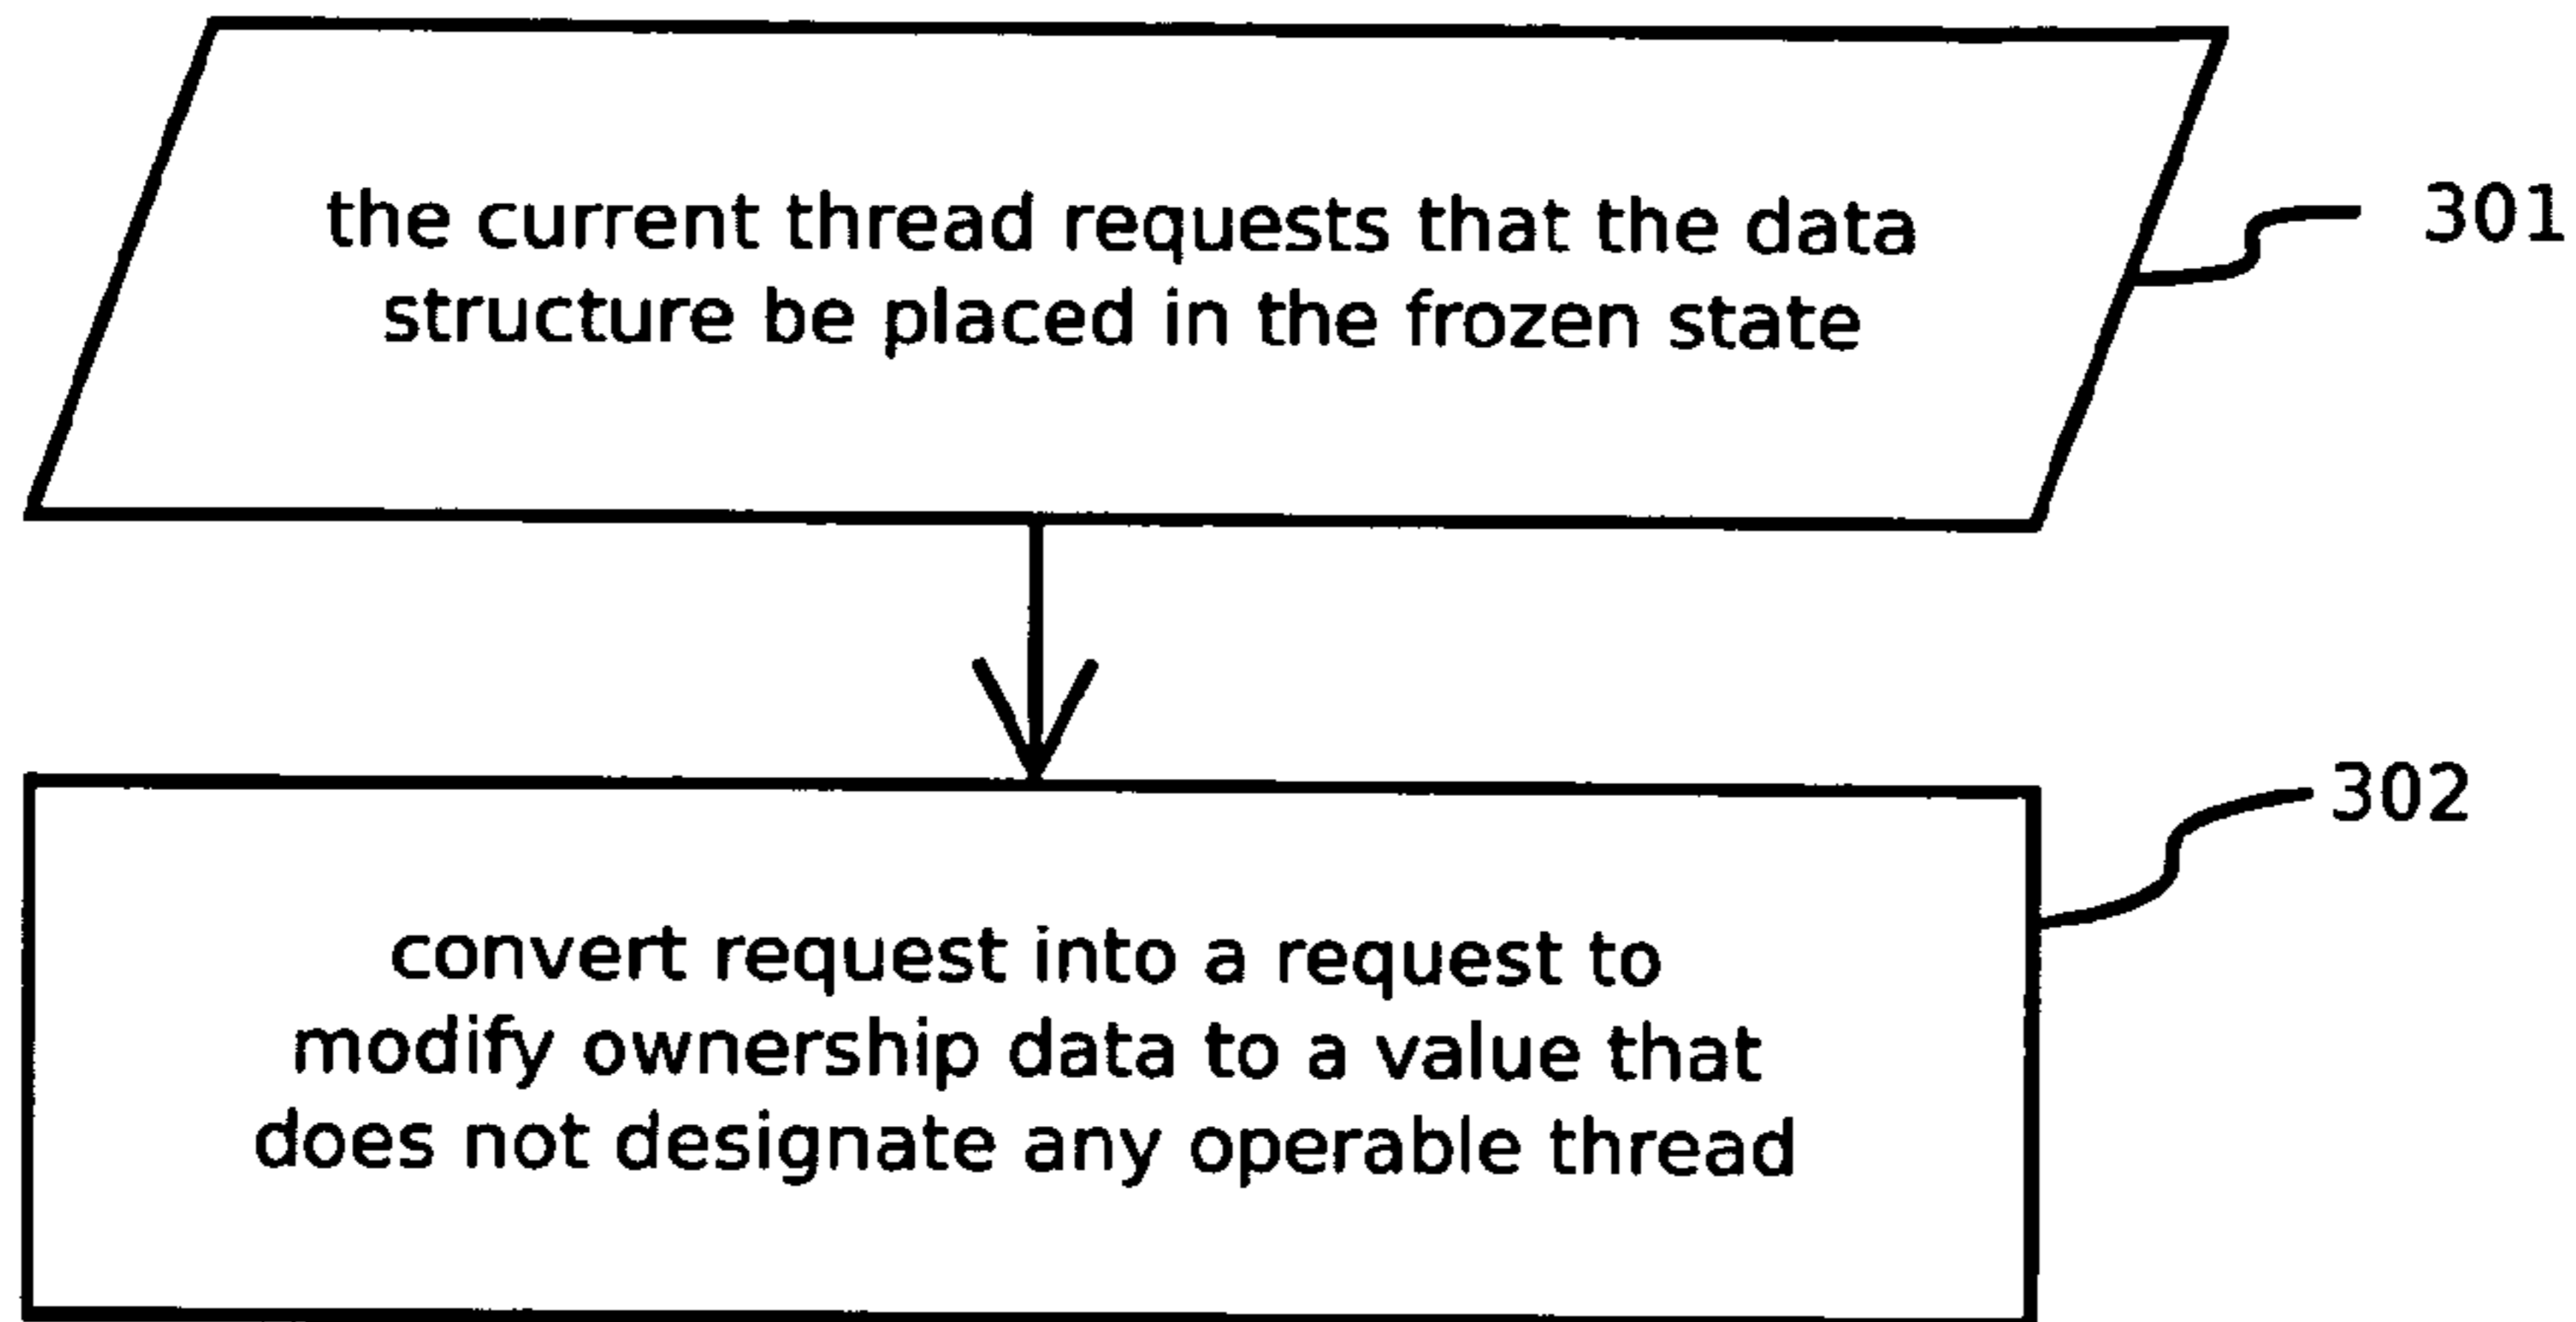 the current thread requests that the data
structure be placed in the frozen state
301
convert request into a request to
modify ownership data to a value that
does not designate any operable thread
302